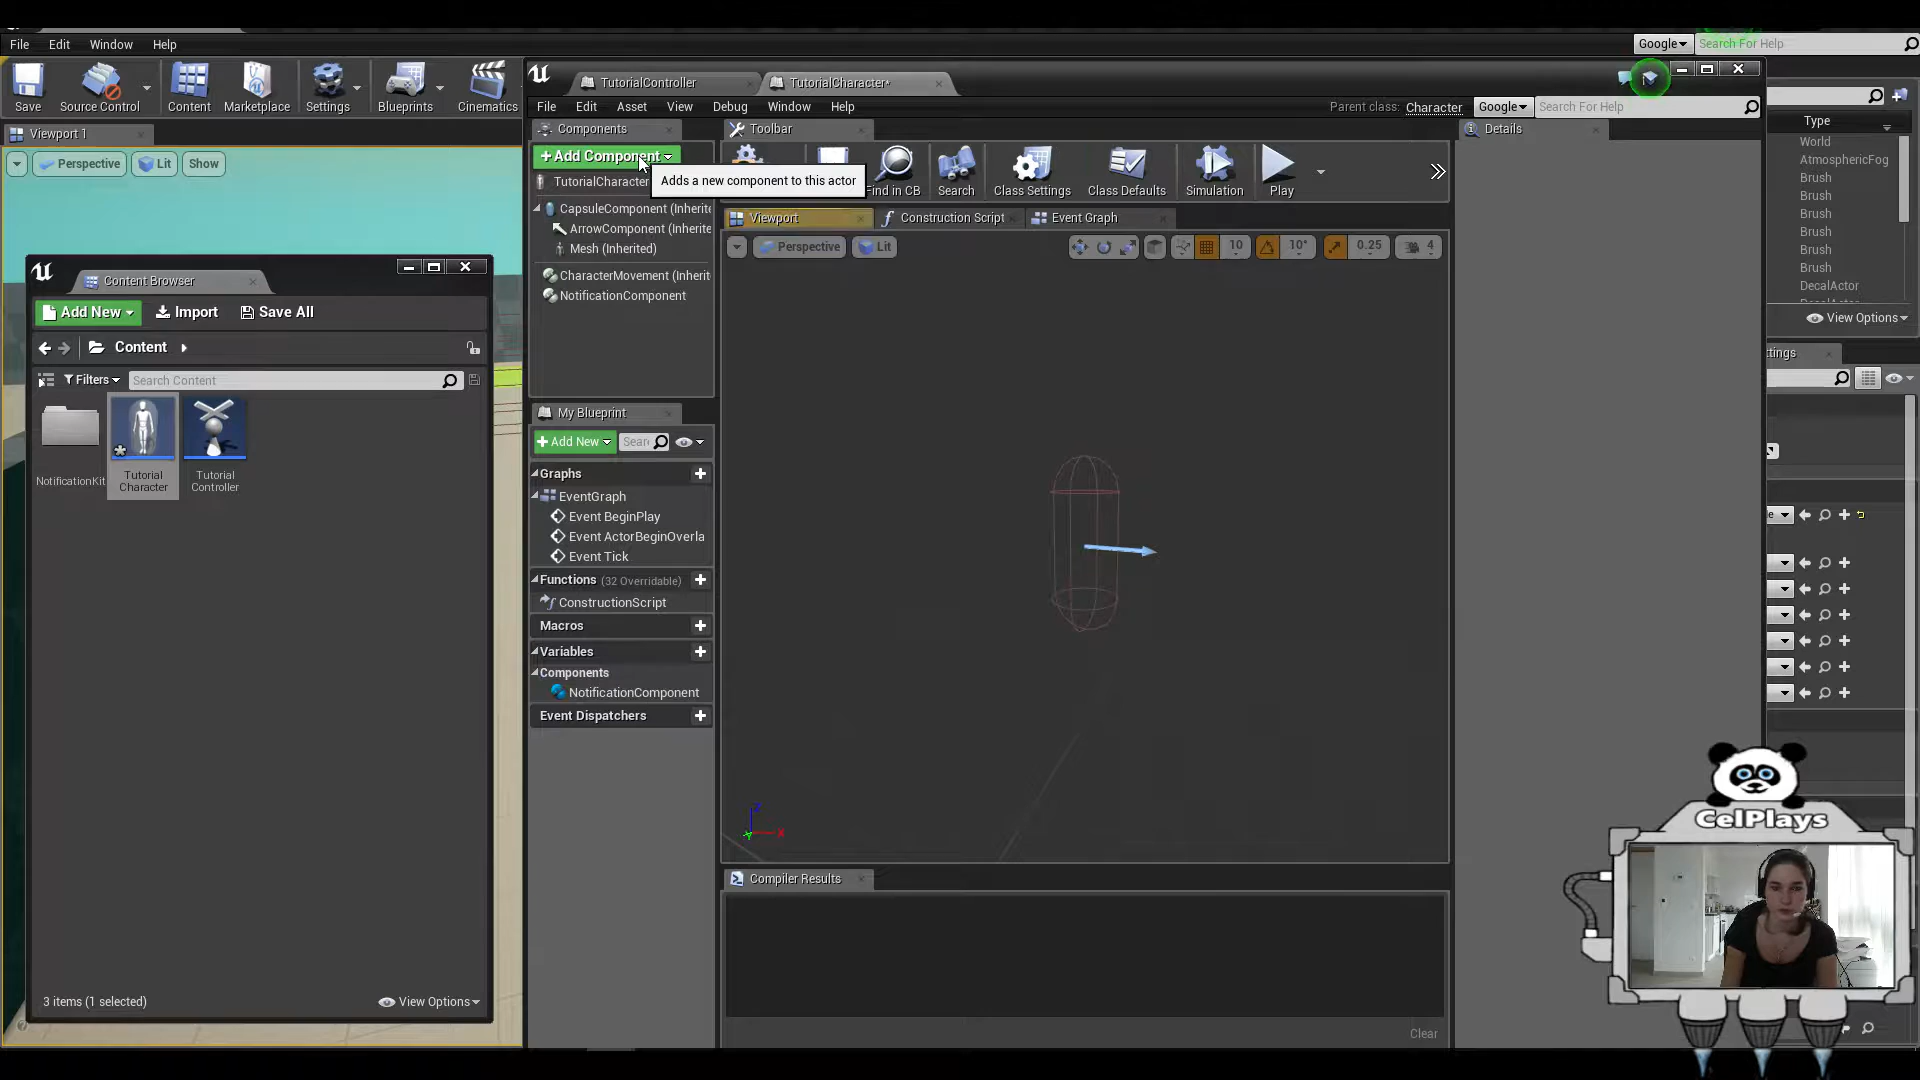 File Edit Window Help
Google Search For Help
Save Source Control Content Marketplace Settings Blueprints Cinematics
Viewport 1
Perspective Lit Show
TutorialController TutorialCharacter*
File Edit Asset View Debug Window Help
Parent class: Character Google Search For Help
Components
+Add Component
Adds a new component to this actor
TutorialCharacter
CapsuleComponent (Inherite
ArrowComponent (Inherite
Mesh (Inherited)
CharacterMovement (Inherit
NotificationComponent
Toolbar
Find in CB Search Class Settings Class Defaults Simulation Play
Viewport Construction Script Event Graph
Perspective Lit
10 10° 0.25 4
Details
Type
World
AtmosphericFog
Brush
Brush
Brush
Brush
Brush
Brush
DecalActor
View Options
ttings
Content Browser
Add New Import Save All
Content
Filters Search Content
NotificationKit
Tutorial
Character
Tutorial
Controller
3 items (1 selected)
View Options
My Blueprint
+Add New Sear
Graphs
EventGraph
Event BeginPlay
Event ActorBeginOverla
Event Tick
Functions (32 Overridable)
ConstructionScript
Macros
Variables
Components
NotificationComponent
Event Dispatchers
Z
X
Compiler Results
Clear
CelPlays